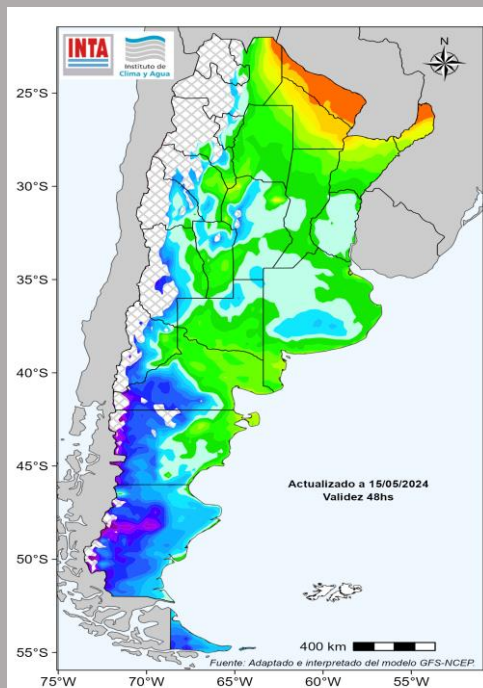 INTA
Instituto de
Clima y Agua
N
25°S
30°S
35°S
40°S
45°S
50°S
55°S
Actualizado a 15/05/2024
Validez 48hs
400 km
Fuente: Adaptado e interpretado del modelo GFS-NCEP.
75°W
70°W
65°W
60°W
55°W